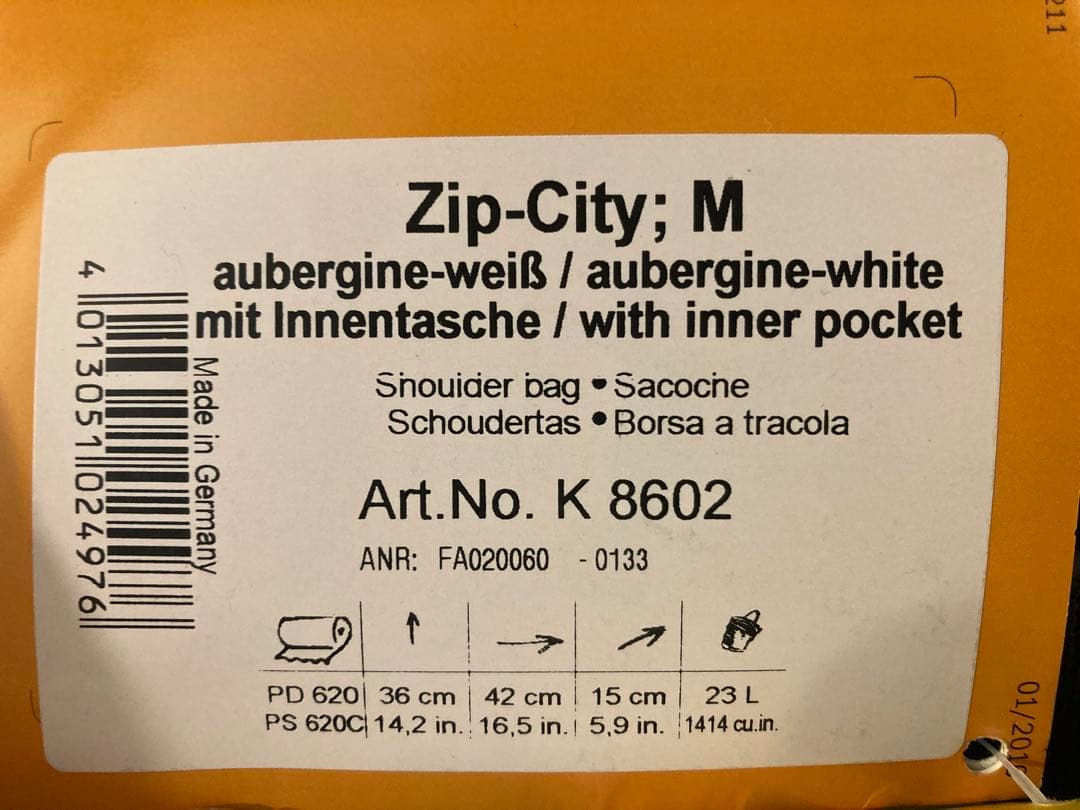 Zip-City; M
aubergine-weiß / aubergine-white
mit Innentasche / with inner pocket
Shoulder bag • Sacoche
Schoudertas • Borsa a tracola
Art.No. K 8602
ANR: FA020060 -0133
PD 620 36 cm 42 cm 15 cm 23 L
PS 620C 14,2 in. 16,5 in. 5,9 in. 1414 cu.in.
Made in Germany
4 013051 024976